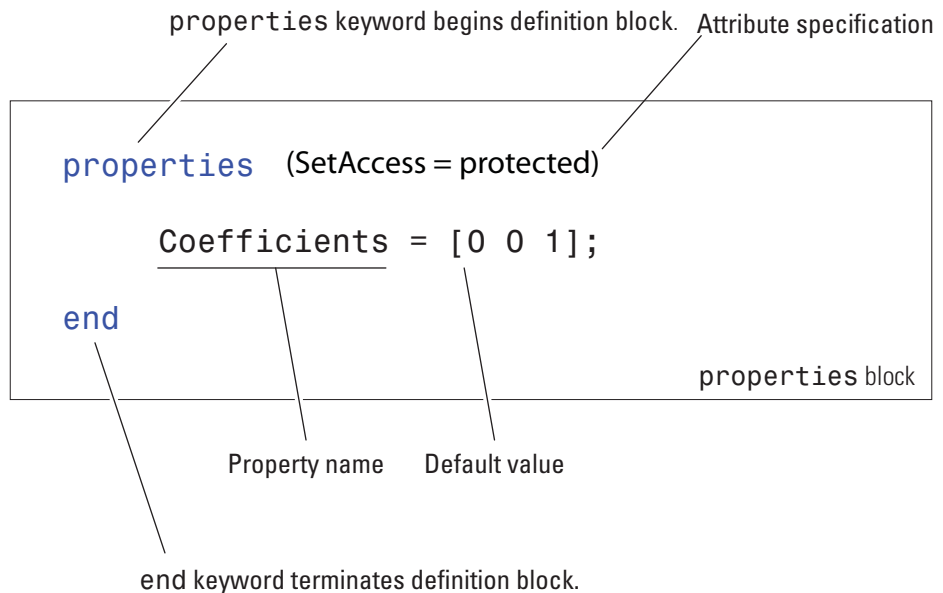 properties keyword begins definition block. Attribute specification
properties (SetAccess = protected)
Coefficients = [0 0 1];
end
properties block
Property name Default value
end keyword terminates definition block.